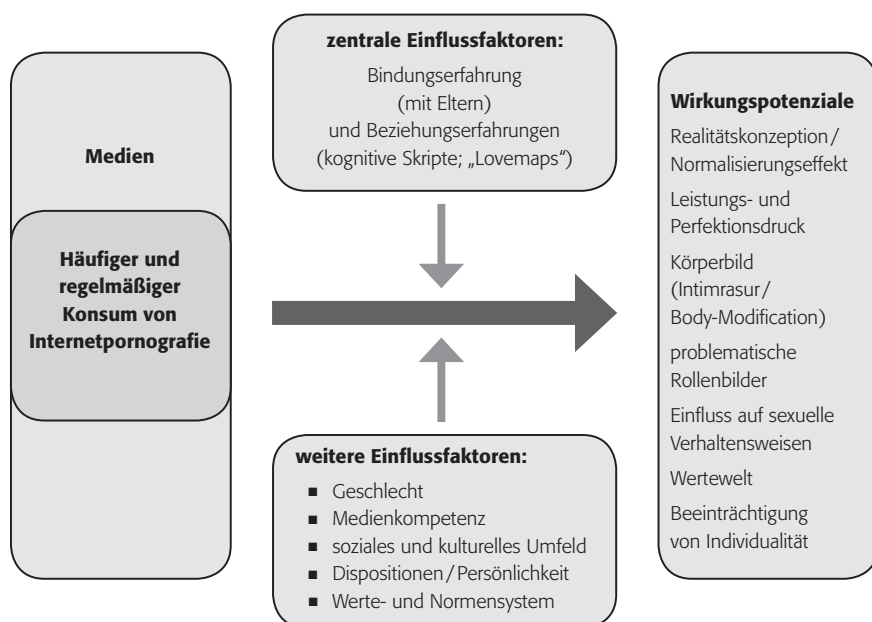 Medien
Häufiger und
regelmäßiger
Konsum von
Internetpornografie
zentrale Einflussfaktoren:
Bindungserfahrung
(mit Eltern)
und Beziehungserfahrungen
(kognitive Skripte; „Lovemaps“)
weitere Einflussfaktoren:
■ Geschlecht
■ Medienkompetenz
■ soziales und kulturelles Umfeld
■ Dispositionen/Persönlichkeit
■ Werte- und Normensystem
Wirkungspotenziale
Realitätskonzeption/
Normalisierungseffekt
Leistungs- und
Perfektionsdruck
Körperbild
(Intimrasur/
Body-Modification)
problematische
Rollenbilder
Einfluss auf sexuelle
Verhaltensweisen
Wertewelt
Beeinträchtigung
von Individualität